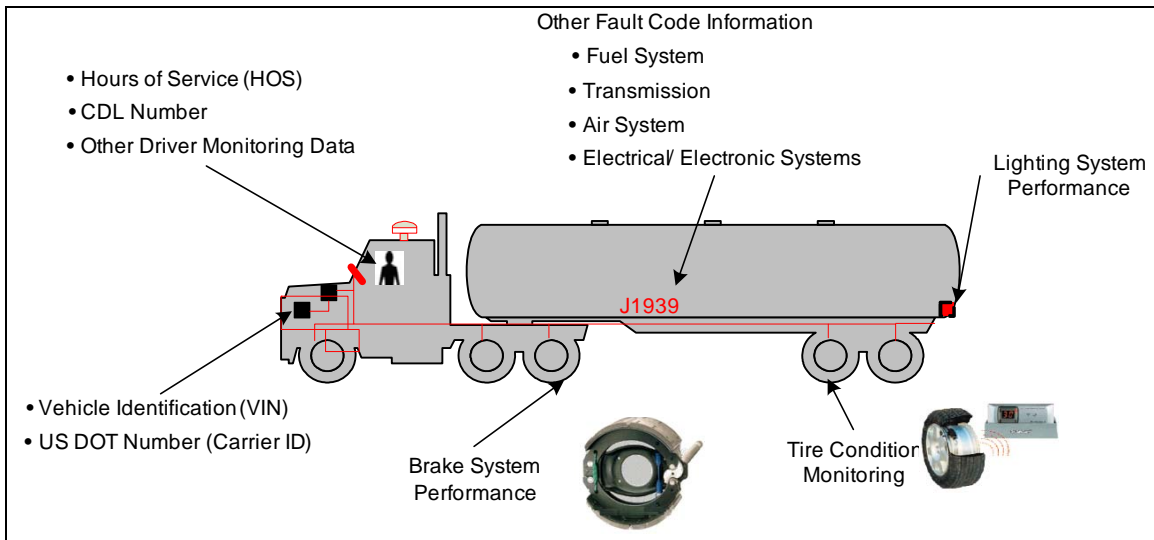 Other Fault Code Information
• Fuel System
• Transmission
• Air System
• Electrical/ Electronic Systems
• Hours of Service (HOS)
• CDL Number
• Other Driver Monitoring Data
Lighting System
Performance
J1939
• Vehicle Identification (VIN)
• US DOT Number (Carrier ID)
Brake System
Performance
Tire Condition
Monitoring